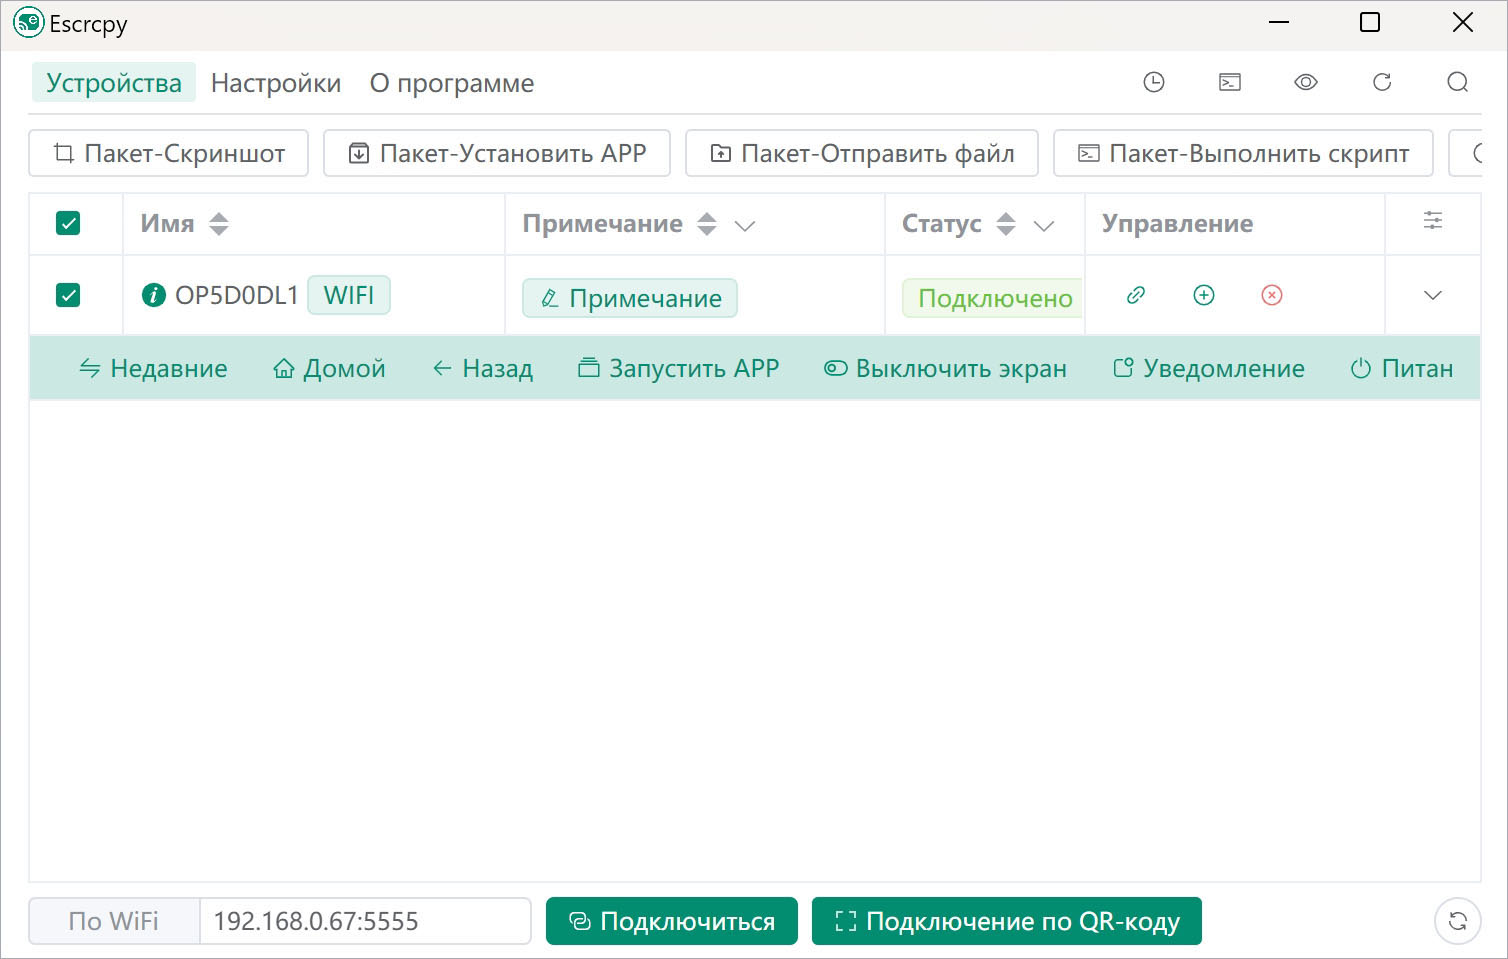 Escrcpy
Устройства Настройки О программе
Пакет-Скриншот Пакет-Установить APP Пакет-Отправить файл Пакет-Выполнить скрипт
Имя Примечание Статус Управление
OP5D0DL1 WIFI Примечание Подключено
Недавние Домой Назад Запустить APP Выключить экран Уведомление Питан
По WiFi 192.168.0.67:5555 Подключиться Подключение по QR-коду